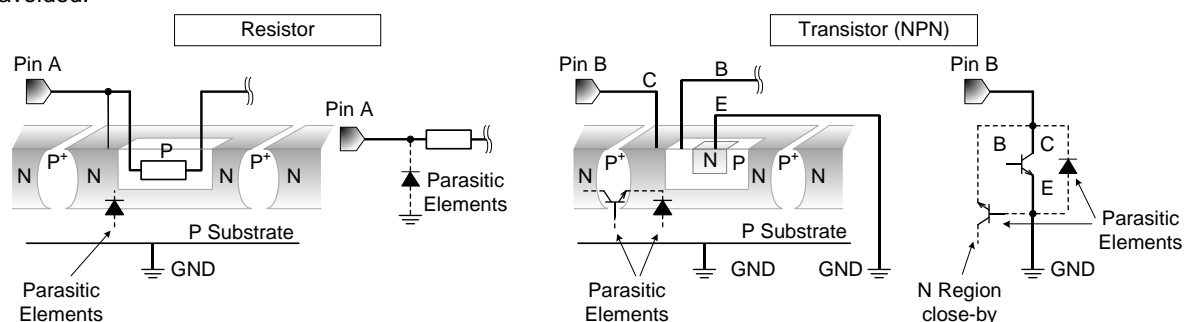 avoided.
Resistor
Transistor (NPN)
Pin A
Pin A
N
P+
N
P
N
P+
N
Parasitic
Elements
P Substrate
GND
Parasitic
Elements
Pin B
C
B
E
N
P+
N
N
P
N
P+
N
P Substrate
GND
GND
Parasitic
Elements
Pin B
B
C
E
Parasitic
Elements
GND
N Region
close-by